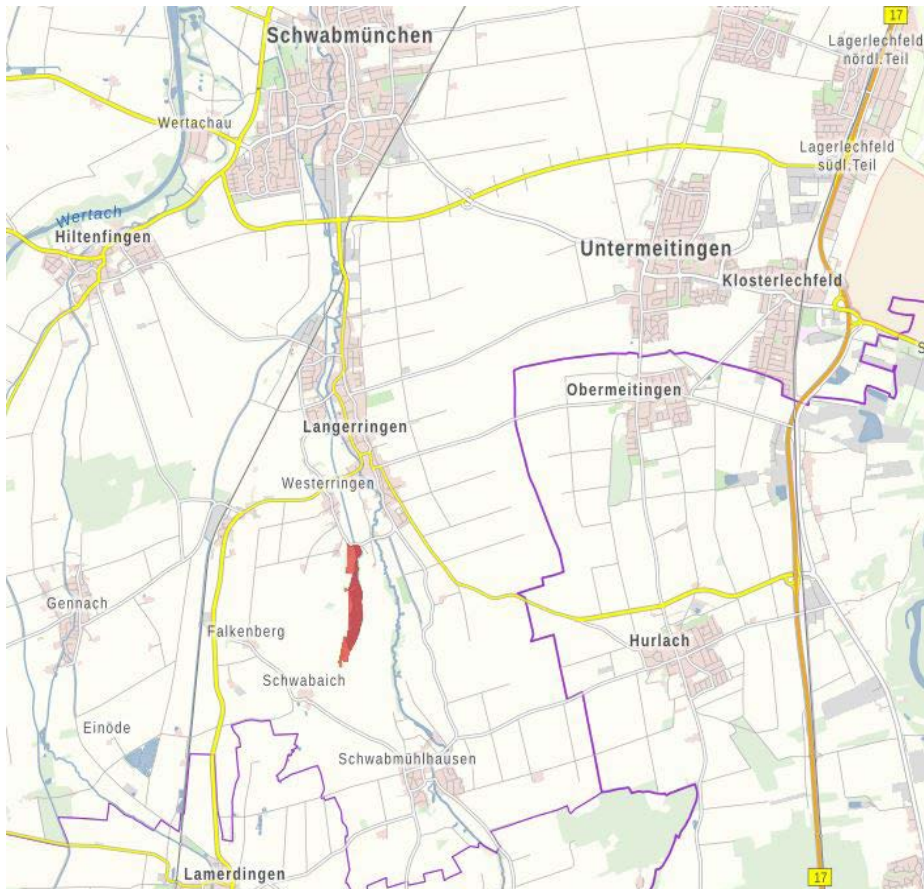 17
Schwabmünchen
Lagerlechfeld
nördl.Teil
Wertachau
Lagerlechfeld
südl.Teil
Wertach
Hiltenfingen
Untermeitingen
Klosterlechfeld
Obermeitingen
Langerringen
Westerringen
Gennach
Falkenberg
Hurlach
Schwabaich
Einöde
Schwabmühlhausen
Lamerdingen
17